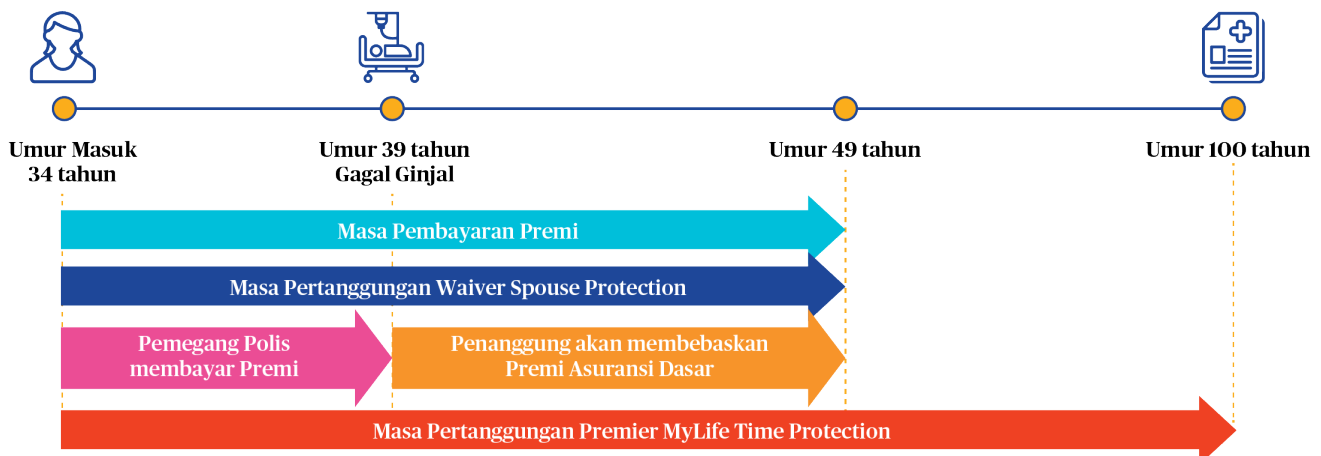 Umur Masuk
34 tahun
Umur 39 tahun
Gagal Ginjal
Umur 49 tahun
Umur 100 tahun
Masa Pembayaran Premi
Masa Pertanggungan Waiver Spouse Protection
Pemegang Polis
membayar Premi
Penanggung akan membebaskan
Premi Asuransi Dasar
Masa Pertanggungan Premier MyLife Time Protection